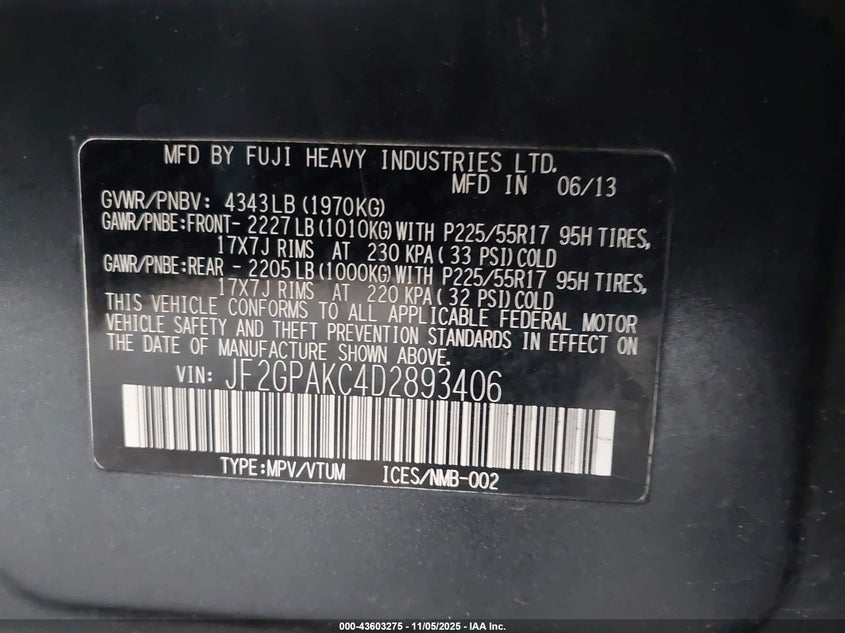 MFD BY FUJI HEAVY INDUSTRIES LTD.
MFD IN 06/13
GVWR/PNBV: 4343LB (1970KG)
GAWR/PNBE:FRONT- 2227LB (1010KG) WITH P225/55R17 95H TIRES,
17X7J RIMS AT 230 KPA ( 33 PSI) COLD
GAWR/PNBE:REAR - 2205LB (1000KG) WITH P225/55R17 95H TIRES,
17X7J RIMS AT 220 KPA ( 32 PSI) COLD
THIS VEHICLE CONFORMS TO ALL APPLICABLE FEDERAL MOTOR
VEHICLE SAFETY AND THEFT PREVENTION STANDARDS IN EFFECT ON
THE DATE OF MANUFACTURE SHOWN ABOVE.
VIN: JF2GPAKC4D2893406
TYPE:MPV/VTUM ICES/NMB-002
000-43603275 - 11/05/2025 - IAA Inc.